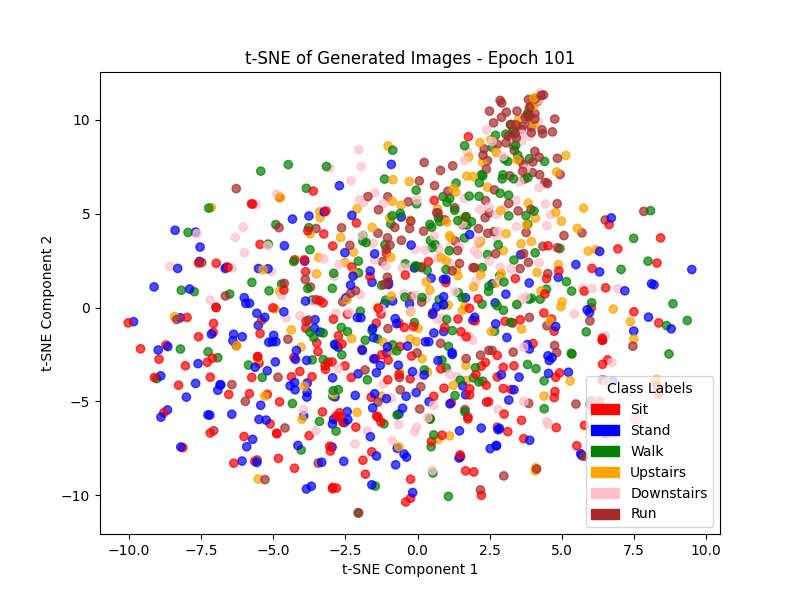 t-SNE of Generated Images - Epoch 101
t-SNE Component 2
10
5
0
−5
−10
−10.0 −7.5 −5.0 −2.5 0.0 2.5 5.0 7.5 10.0
t-SNE Component 1
Class Labels
Sit
Stand
Walk
Upstairs
Downstairs
Run